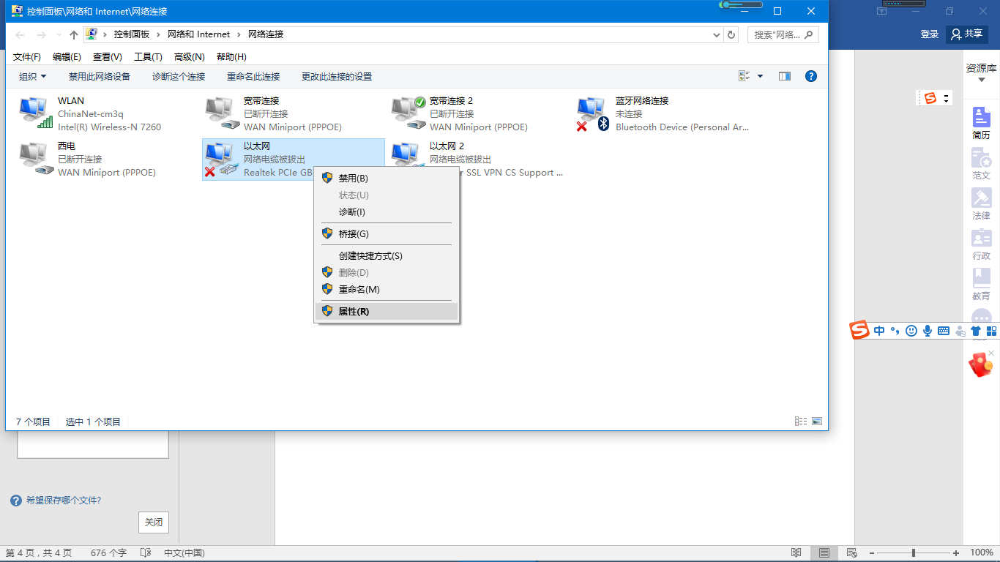 控制面板\网络和 Internet\网络连接
登录
共享
控制面板 › 网络和 Internet › 网络连接
搜索"网络...
文件(F) 编辑(E) 查看(V) 工具(T) 高级(N) 帮助(H)
组织 禁用此网络设备 诊断这个连接 重命名此连接 更改此连接的设置
WLAN
ChinaNet-cm3q
Intel(R) Wireless-N 7260
宽带连接
已断开连接
WAN Miniport (PPPOE)
宽带连接 2
已断开连接
WAN Miniport (PPPOE)
蓝牙网络连接
未连接
Bluetooth Device (Personal Ar...
西电
已断开连接
WAN Miniport (PPPOE)
以太网
网络电缆被拔出
Realtek PCIe GB
以太网 2
网络电缆被拔出
SSL VPN CS Support ...
禁用(B)
状态(U)
诊断(I)
桥接(G)
创建快捷方式(S)
删除(D)
重命名(M)
属性(R)
7 个项目 选中 1 个项目
资源库
简历
范文
法律
行政
教育
中
希望保存哪个文件?
关闭
第 4 页，共 4 页 676 个字 中文(中国)
100%